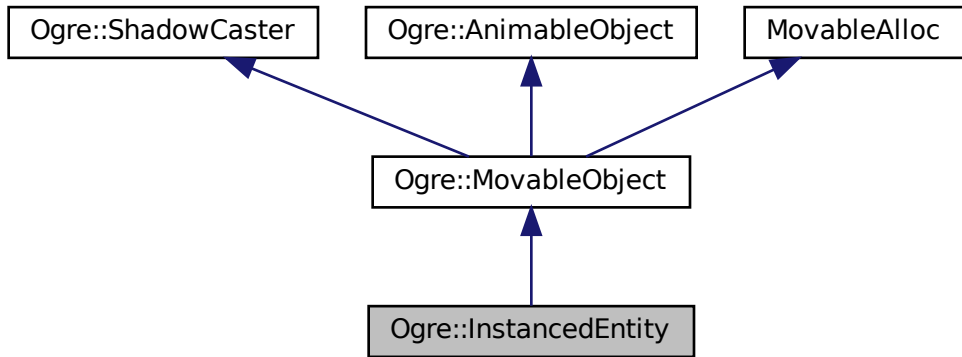 Ogre::ShadowCaster
Ogre::AnimableObject
MovableAlloc
Ogre::MovableObject
Ogre::InstancedEntity